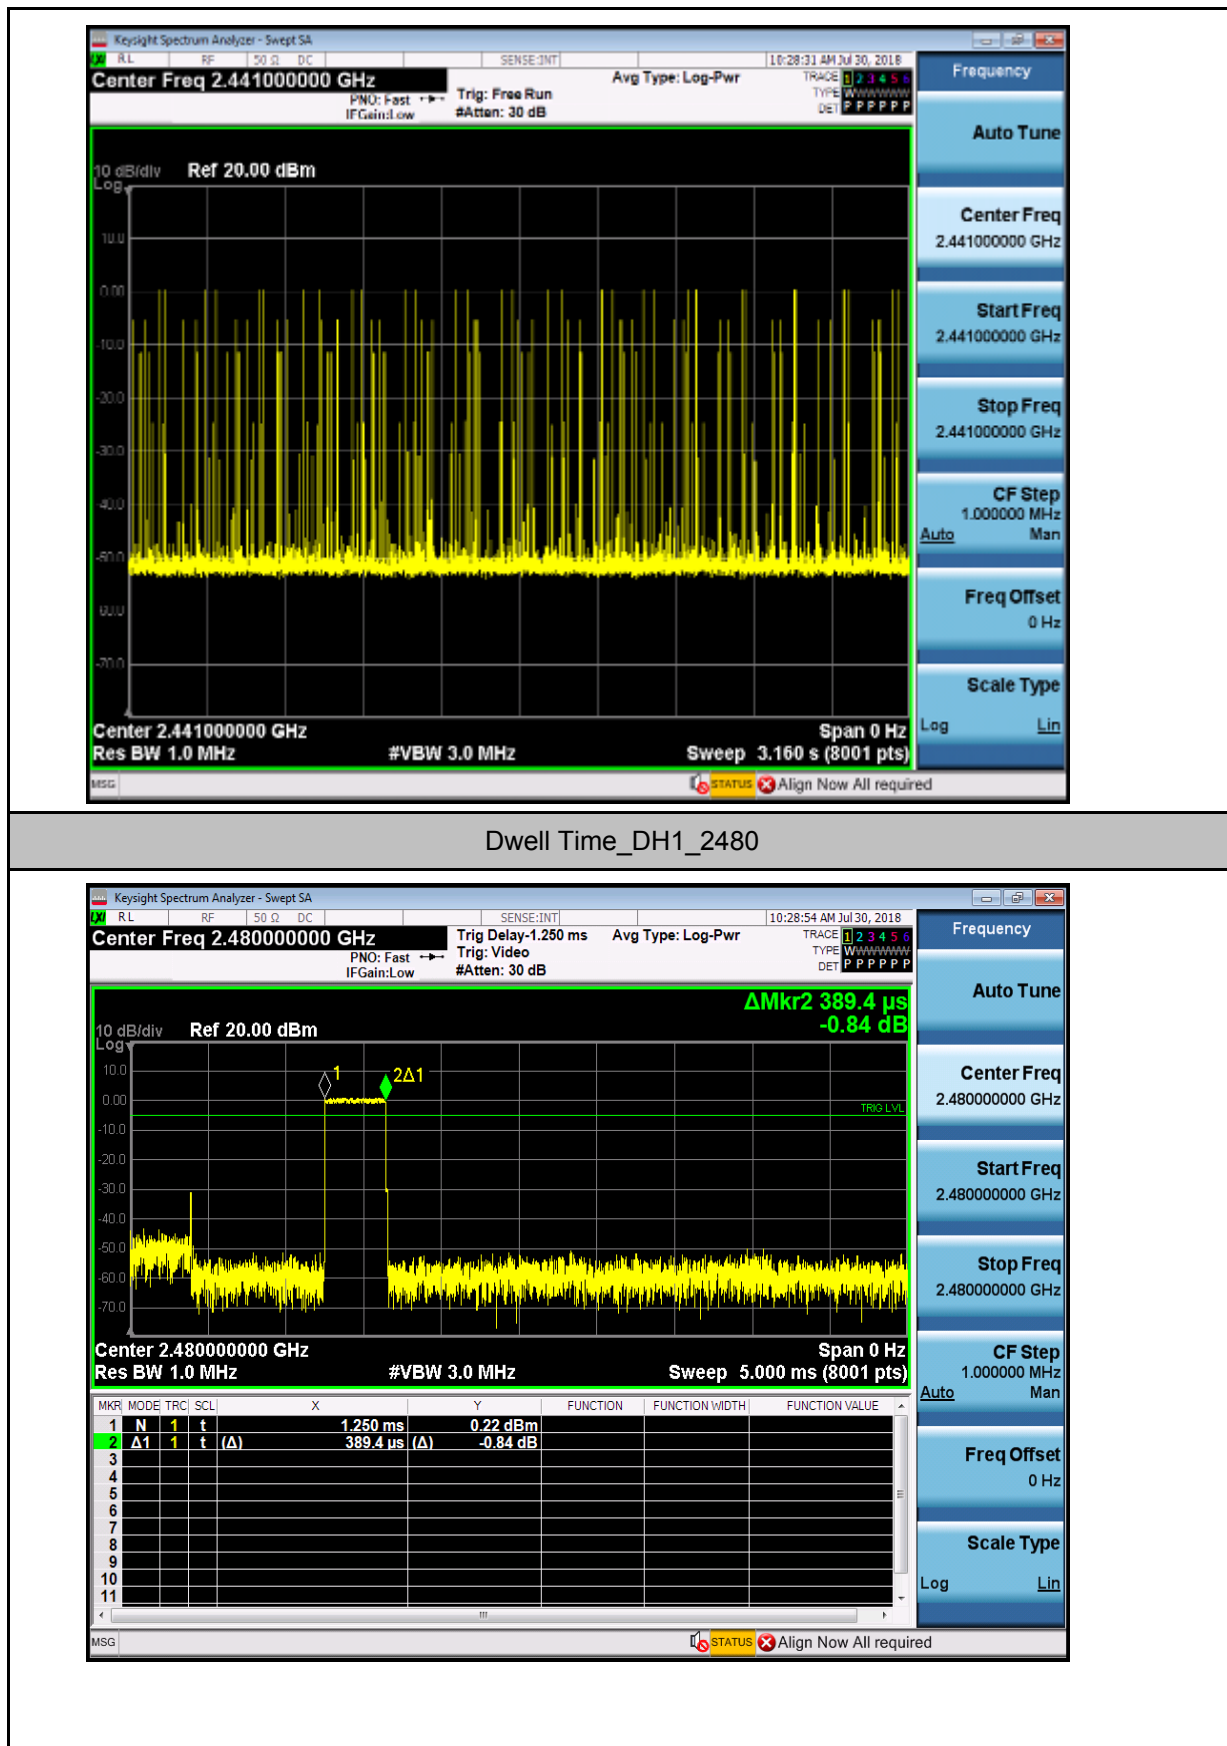 Keysight Spectrum Analyzer - Swept SA
LXI RL RF 50 Ω DC SENSE:INT 10:28:31 AM Jul 30, 2018
Center Freq 2.441000000 GHz
PNO: Fast
IFGain:Low
Trig: Free Run
#Atten: 30 dB
Avg Type: Log-Pwr
TRACE 1 2 3 4 5 6
TYPE WWWWWW
DET P P P P P P
10 dB/div
Log
Ref 20.00 dBm
10.0
0.00
-10.0
-20.0
-30.0
-40.0
-50.0
-60.0
-70.0
Center 2.441000000 GHz
Span 0 Hz
Res BW 1.0 MHz
#VBW 3.0 MHz
Sweep 3.160 s (8001 pts)
MSG
STATUS
Align Now All required
Frequency
Auto Tune
Center Freq
2.441000000 GHz
Start Freq
2.441000000 GHz
Stop Freq
2.441000000 GHz
CF Step
1.000000 MHz
Auto Man
Freq Offset
0 Hz
Scale Type
Log Lin
Dwell Time_DH1_2480
Keysight Spectrum Analyzer - Swept SA
LXI RL RF 50 Ω DC SENSE:INT 10:28:54 AM Jul 30, 2018
Center Freq 2.480000000 GHz
PNO: Fast
IFGain:Low
Trig Delay-1.250 ms
Trig: Video
#Atten: 30 dB
Avg Type: Log-Pwr
TRACE 1 2 3 4 5 6
TYPE WWWWWW
DET P P P P P P
ΔMkr2 389.4 µs
-0.84 dB
10 dB/div
Log
Ref 20.00 dBm
10.0
0.00
-10.0
-20.0
-30.0
-40.0
-50.0
-60.0
-70.0
1
2Δ1
TRIG LVL
Center 2.480000000 GHz
Span 0 Hz
Res BW 1.0 MHz
#VBW 3.0 MHz
Sweep 5.000 ms (8001 pts)
MKR MODE TRC SCL X Y FUNCTION FUNCTION WIDTH FUNCTION VALUE
1 N 1 t 1.250 ms 0.22 dBm
2 Δ1 1 t (Δ) 389.4 µs (Δ) -0.84 dB
3
4
5
6
7
8
9
10
11
MSG
STATUS
Align Now All required
Frequency
Auto Tune
Center Freq
2.480000000 GHz
Start Freq
2.480000000 GHz
Stop Freq
2.480000000 GHz
CF Step
1.000000 MHz
Auto Man
Freq Offset
0 Hz
Scale Type
Log Lin